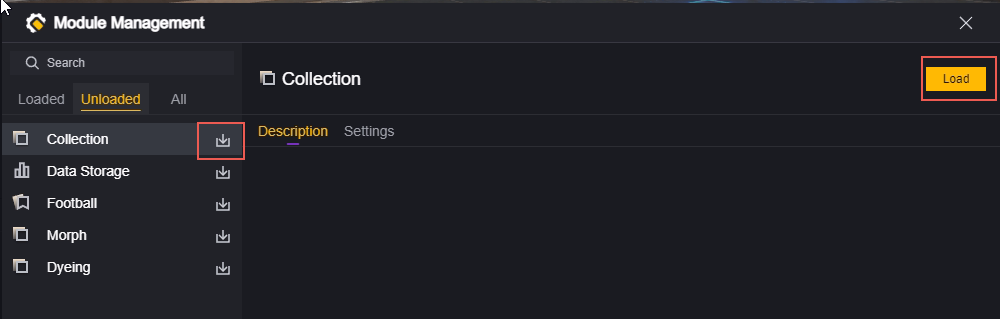 Module Management
Search
Loaded Unloaded All
Collection
Data Storage
Football
Morph
Dyeing
Collection
Load
Description Settings